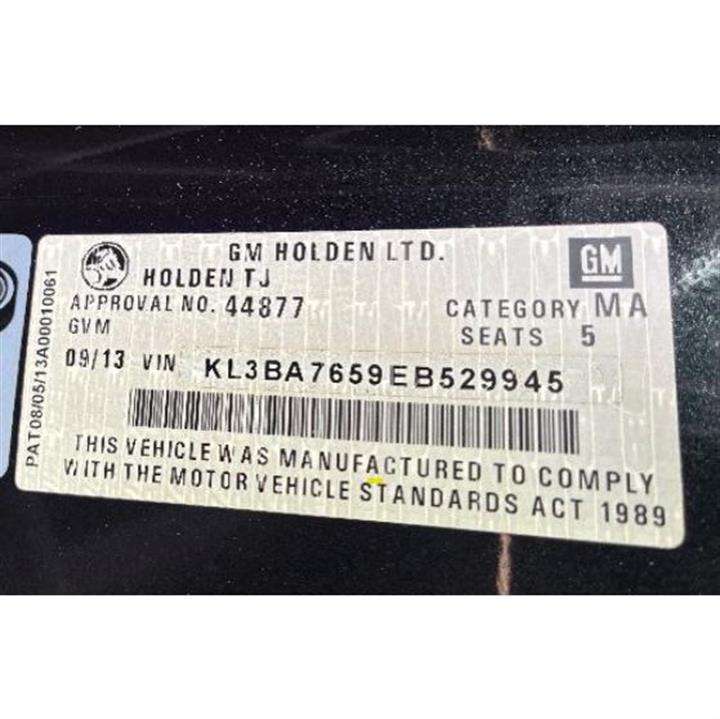 GM HOLDEN LTD.
HOLDEN TJ
GM
APPROVAL NO. 44877
CATEGORY MA
GVM
SEATS 5
09/13 VIN KL3BA7659EB529945
THIS VEHICLE WAS MANUFACTURED TO COMPLY
WITH THE MOTOR VEHICLE STANDARDS ACT 1989
PAT08/05/13A00010061